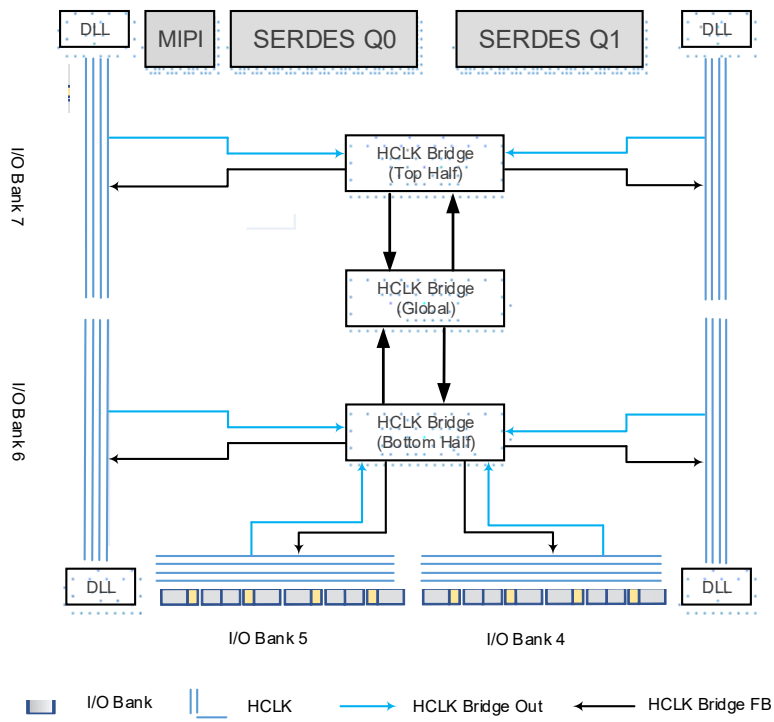 DLL
MIPI
SERDES Q0
SERDES Q1
DLL
I/O Bank 7
HCLK Bridge
(Top Half)
HCLK Bridge
(Global)
I/O Bank 6
HCLK Bridge
(Bottom Half)
DLL
DLL
I/O Bank 5
I/O Bank 4
I/O Bank
HCLK
HCLK Bridge Out
HCLK Bridge FB